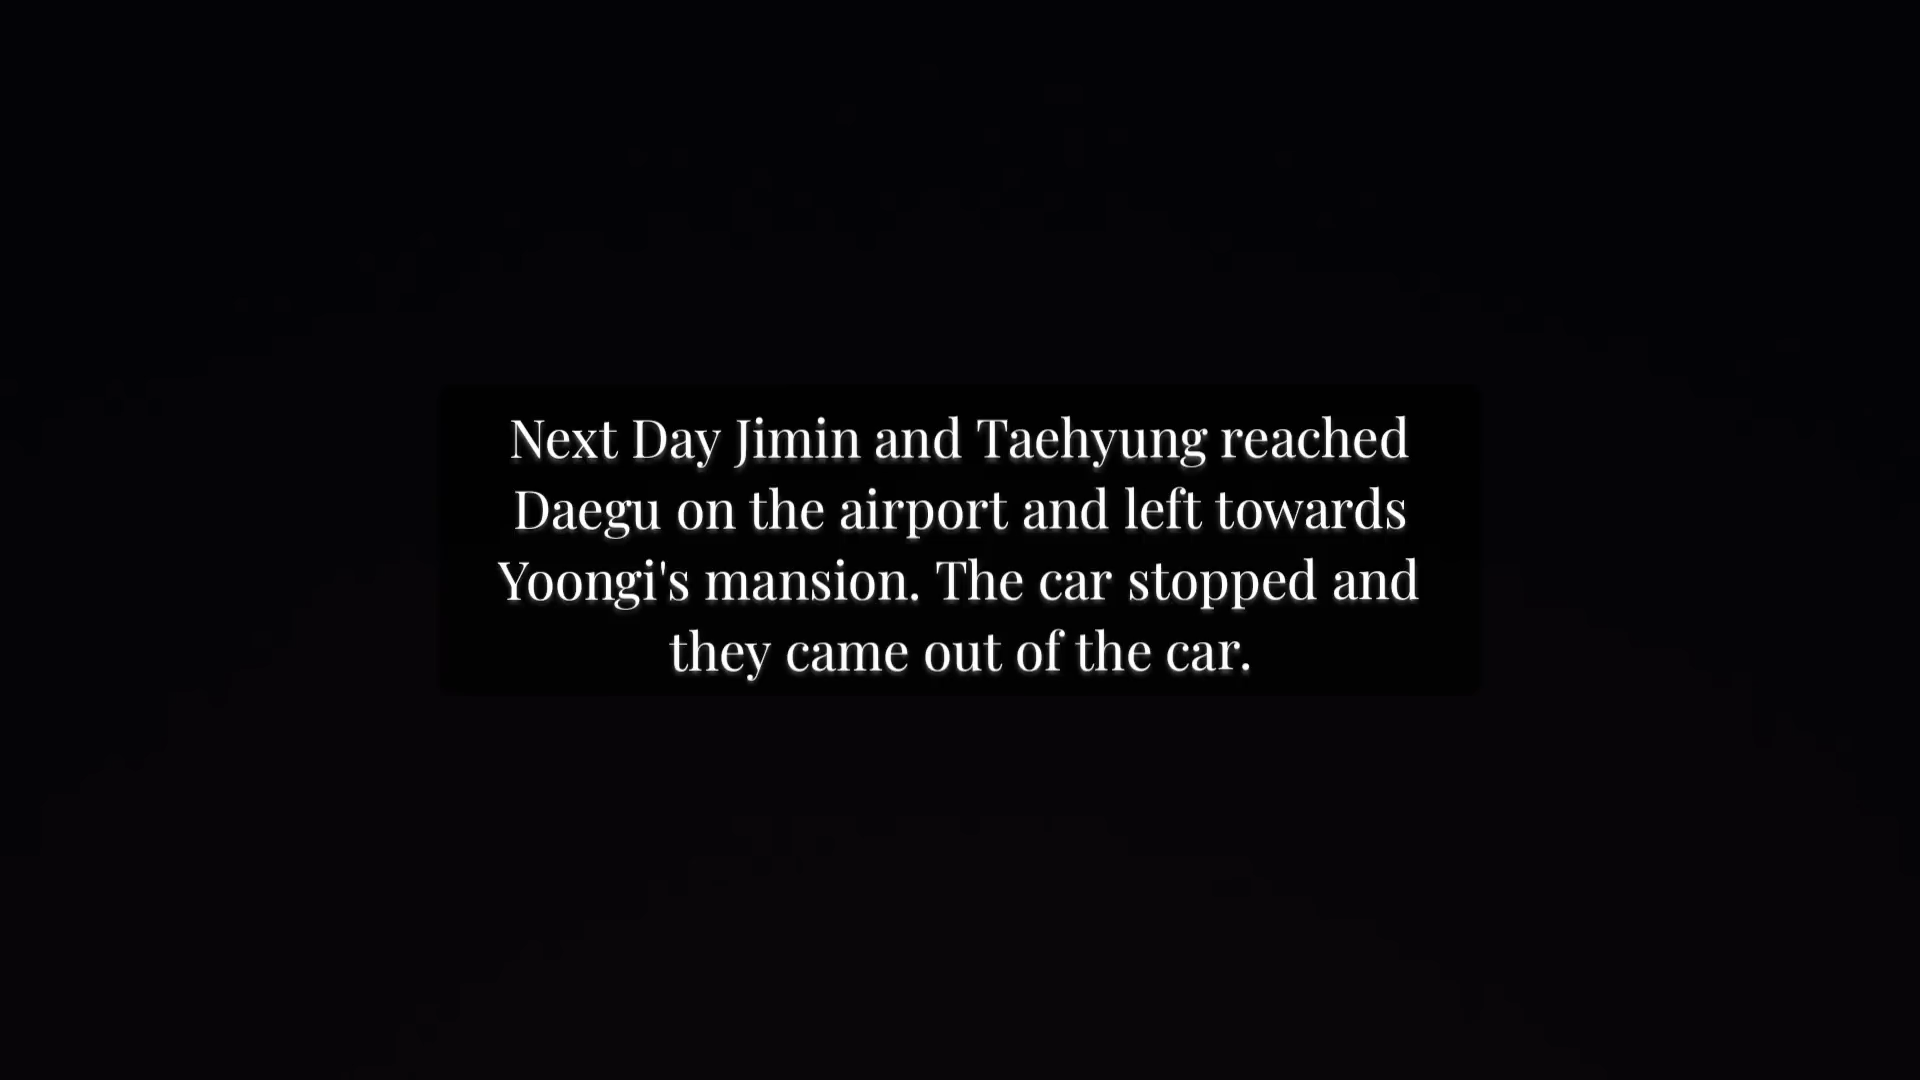 Next Day Jimin and Taehyung reached
Daegu on the airport and left towards
Yoongi's mansion. The car stopped and
they came out of the car.